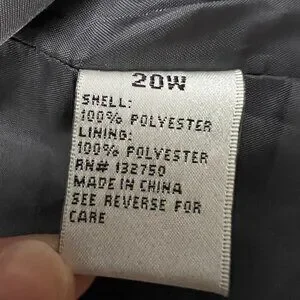 20W
SHELL:
100% POLYESTER
LINING:
100% POLYESTER
RN# 132750
MADE IN CHINA
SEE REVERSE FOR
CARE